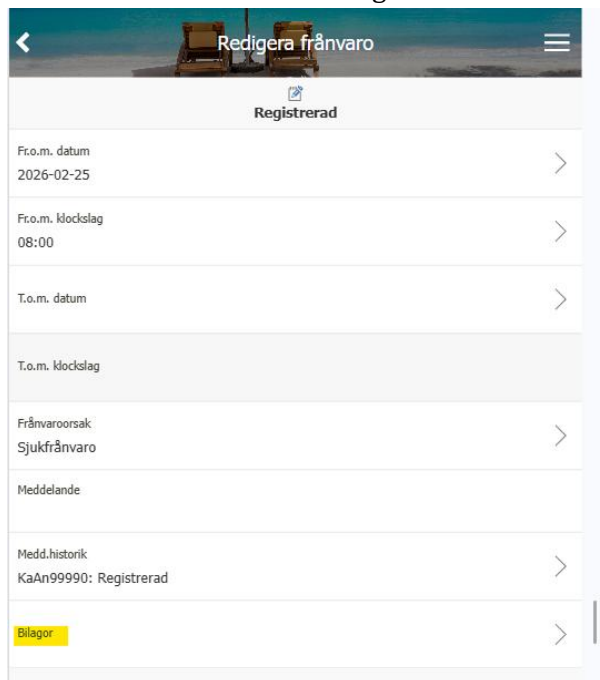 Redigera frånvaro
Registrerad
Fr.o.m. datum
2026-02-25
Fr.o.m. klockslag
08:00
T.o.m. datum
T.o.m. klockslag
Frånvaroorsak
Sjukfrånvaro
Meddelande
Medd.historik
KaAn99990: Registrerad
Bilagor